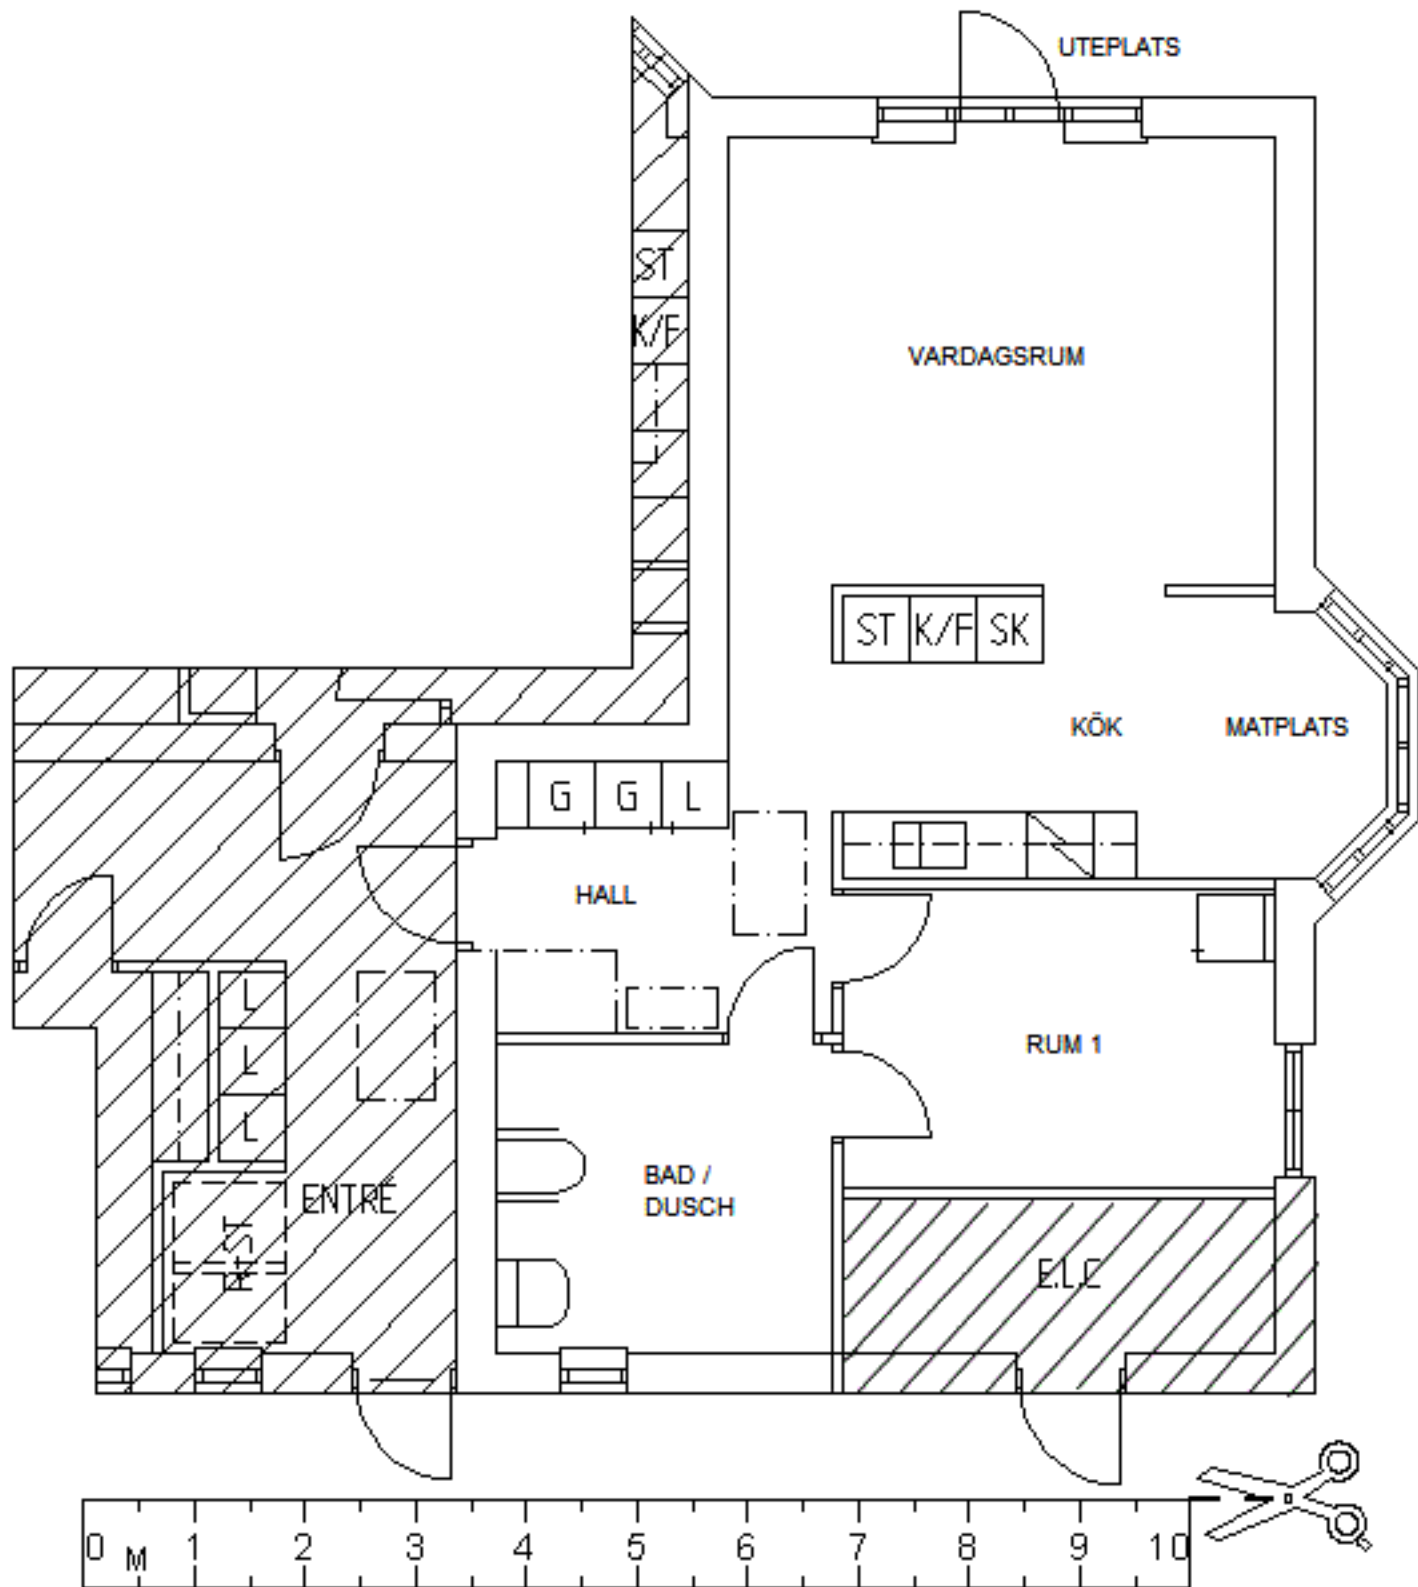 UTEPLATS
ST
K/F
VARDAGSRUM
ST K/F SK
KÖK
MATPLATS
G G L
HALL
L
L
L
RUM 1
BAD /
DUSCH
ENTRE
E.L.C
0 M 1 2 3 4 5 6 7 8 9 10